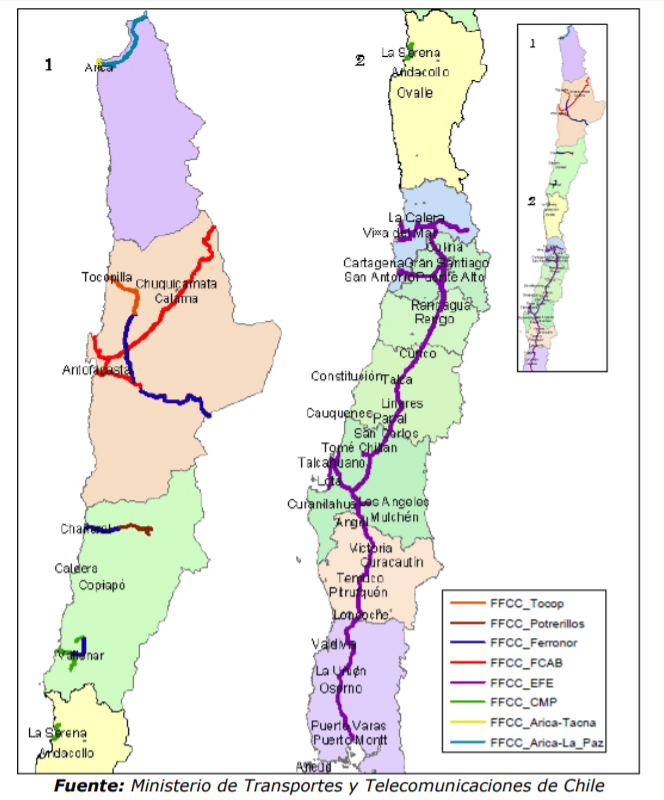 1
Arica
Tocopilla
Chuquicamata
Calama
Antofagasta
Chañaral
Caldera
Copiapó
Vallenar
La Serena
Andacollo
2
La Serena
Andacollo
Ovalle
La Calera
Viña del Mar
Colina
Cartagena Gran Santiago
San Antonio Puente Alto
Rancagua
Rengo
Curico
Constitución Talca
Linares
Cauquenes Parral
San Carlos
Tomé Chillan
Talcahuano
Lota
Curanilahue Los Angeles
Angol Mulchén
Victoria
Curacautin
Temuco
Pitrufquén
Loncoche
Valdivia
La Unión
Osorno
Puerto Varas
Puerto Montt
Ancud
1
2
FFCC_Tocop
FFCC_Potrerillos
FFCC_Ferronor
FFCC_FCAB
FFCC_EFE
FFCC_CMP
FFCC_Arica-Tacna
FFCC_Arica-La_Paz
Fuente: Ministerio de Transportes y Telecomunicaciones de Chile